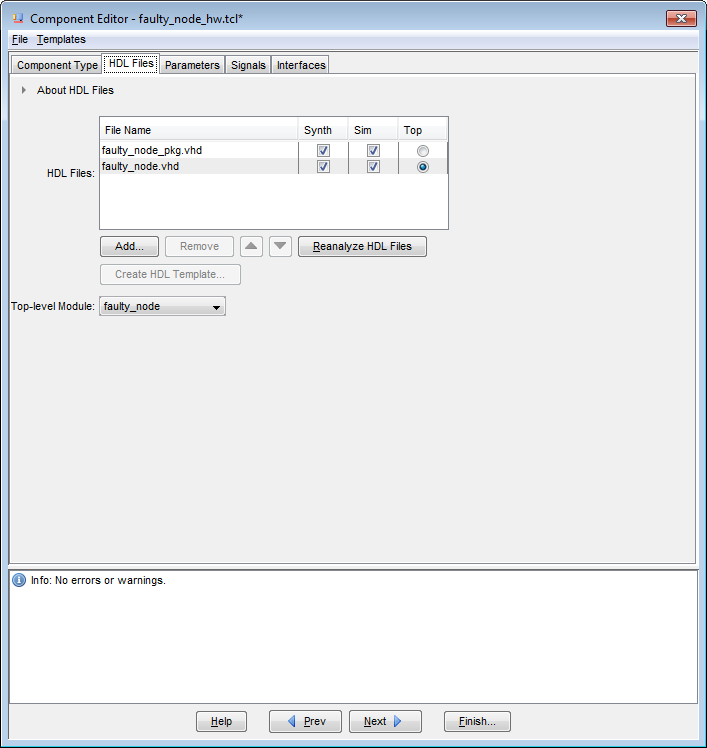 Component Editor - faulty_node_hw.tcl*
File Templates
Component Type HDL Files Parameters Signals Interfaces
About HDL Files
File Name Synth Sim Top
faulty_node_pkg.vhd
faulty_node.vhd
HDL Files:
Add... Remove Reanalyze HDL Files
Create HDL Template...
Top-level Module: faulty_node
Info: No errors or warnings.
Help Prev Next Finish...